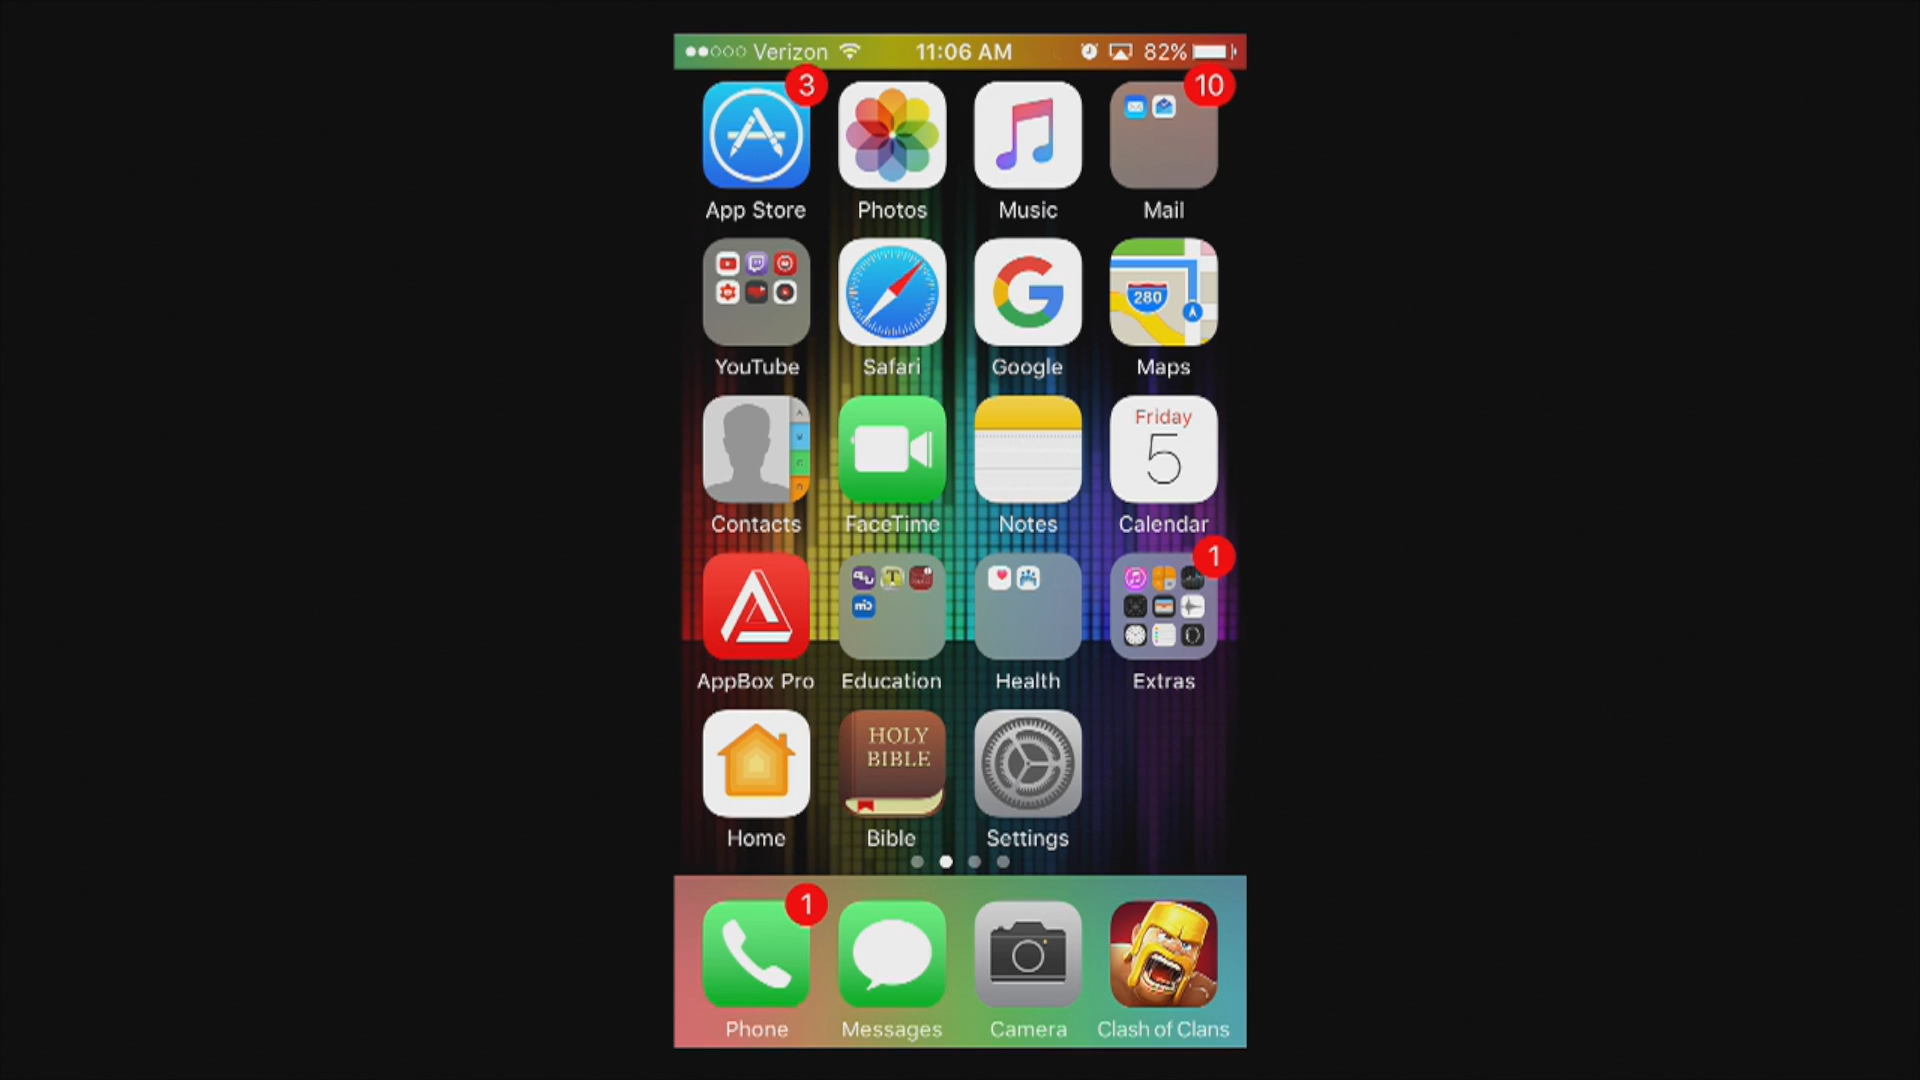 Verizon 11:06 AM 82%
3 10
App Store Photos Music Mail
280
YouTube Safari Google Maps
Friday
5
Contacts FaceTime Notes Calendar
1
AppBox Pro Education Health Extras
HOLY
BIBLE
Home Bible Settings
1
Phone Messages Camera Clash of Clans